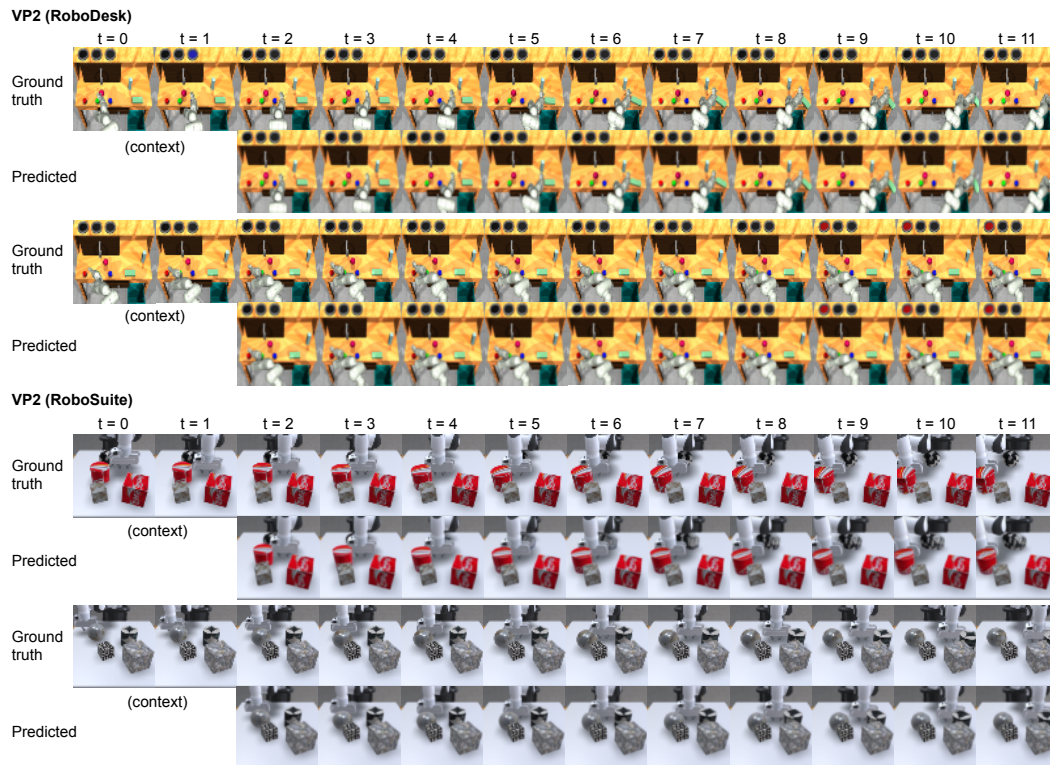 VP2 (RoboDesk)
t = 0 t = 1 t = 2 t = 3 t = 4 t = 5 t = 6 t = 7 t = 8 t = 9 t = 10 t = 11
Ground
truth
(context)
Predicted
Ground
truth
(context)
Predicted
VP2 (RoboSuite)
t = 0 t = 1 t = 2 t = 3 t = 4 t = 5 t = 6 t = 7 t = 8 t = 9 t = 10 t = 11
Ground
truth
(context)
Predicted
Ground
truth
(context)
Predicted